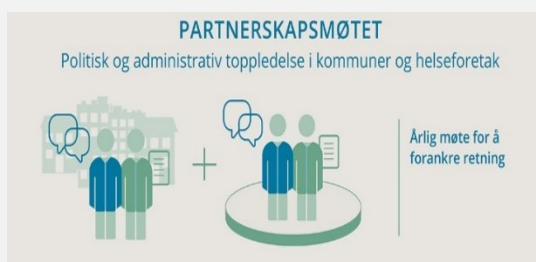 PARTNERSKAPSMØTET
Politisk og administrativ toppledelse i kommuner og helseforetak
Årlig møte for å
forankre retning